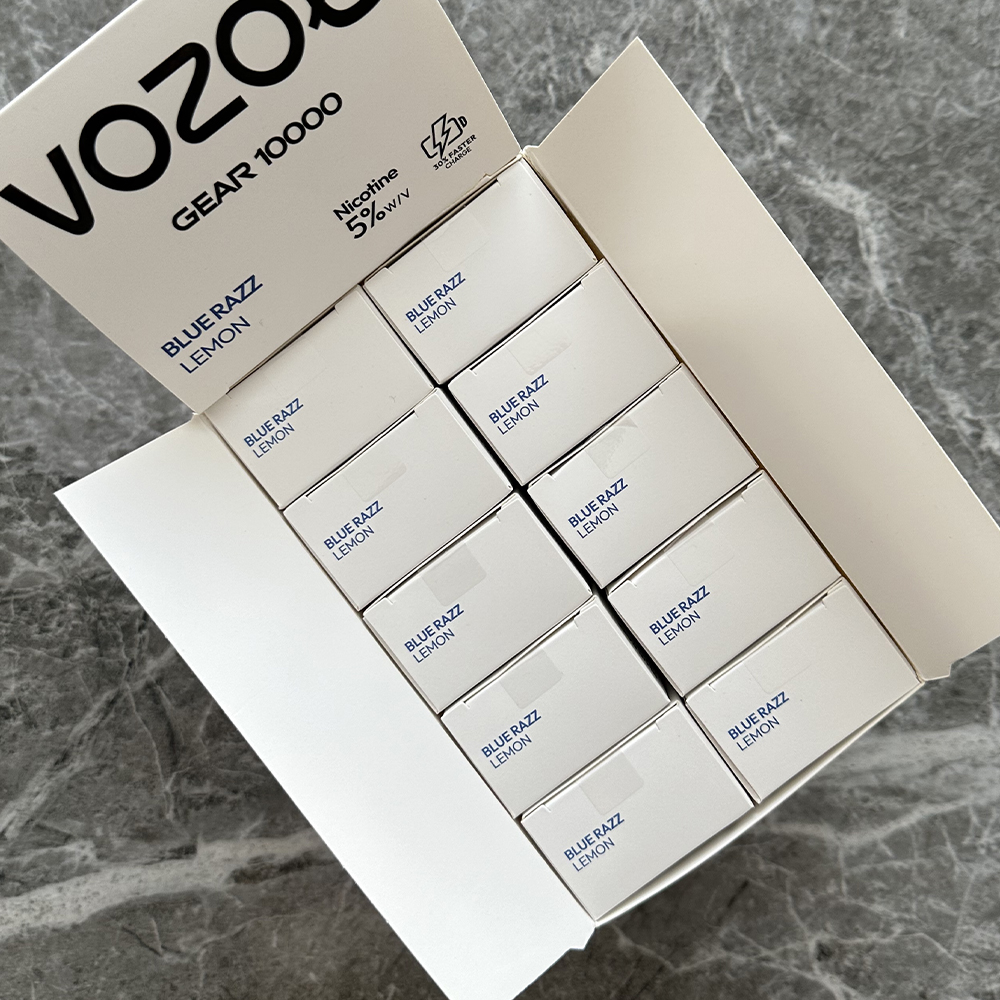 VOZO
GEAR 10000
30% FASTER
CHARGE
Nicotine
5% W/V
BLUE RAZZ
LEMON
BLUE RAZZ
LEMON
BLUE RAZZ
LEMON
BLUE RAZZ
LEMON
BLUE RAZZ
LEMON
BLUE RAZZ
LEMON
BLUE RAZZ
LEMON
BLUE RAZZ
LEMON
BLUE RAZZ
LEMON
BLUE RAZZ
LEMON
BLUE RAZZ
LEMON